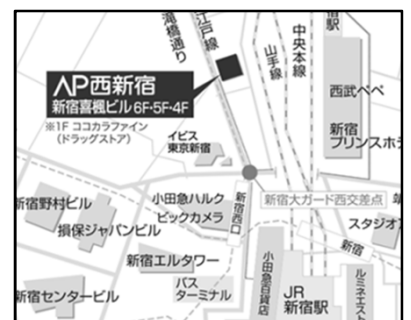 宿駅
滝橋通り
江戸線
山手線
中央本線
AP西新宿
新宿喜楓ビル 6F・5F・4F
※1F ココカラファイン
(ドラッグストア)
西武ペペ
新宿
プリンスホテ
イビス
東京新宿
新宿大ガード西交差点
新宿野村ビル
小田急ハルク
ビックカメラ
新宿西口
損保ジャパンビル
スタジオ
新宿
新宿エルタワー
バス
ターミナル
小田急百貨店
新宿センタービル
JR
新宿駅
ルミネエスト